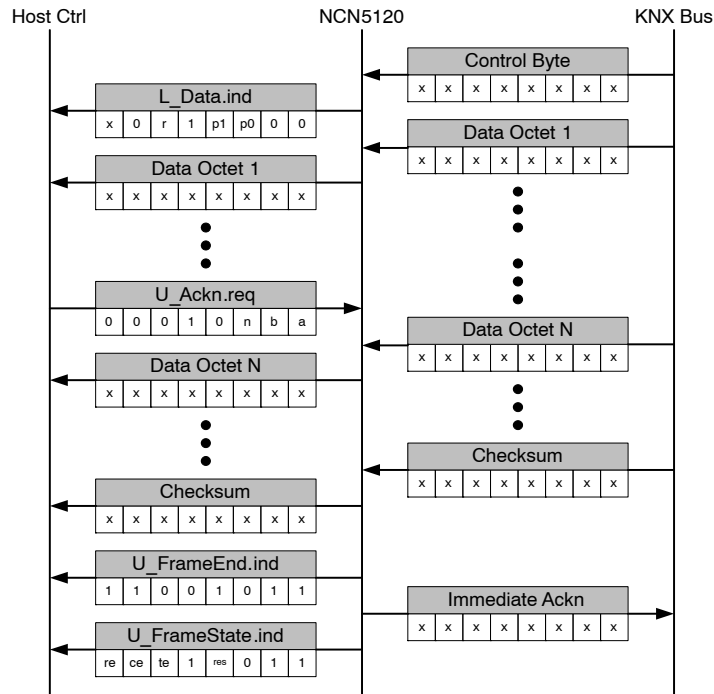 Host Ctrl NCN5120 KNX Bus
Control Byte
x x x x x x x x
L_Data.ind
x 0 r 1 p1 p0 0 0
Data Octet 1
x x x x x x x x
Data Octet 1
x x x x x x x x
U_Ackn.req
0 0 0 1 0 n b a
Data Octet N
x x x x x x x x
Data Octet N
x x x x x x x x
Checksum
x x x x x x x x
Checksum
x x x x x x x x
U_FrameEnd.ind
1 1 0 0 1 0 1 1
Immediate Ackn
x x x x x x x x
U_FrameState.ind
re ce te 1 res 0 1 1